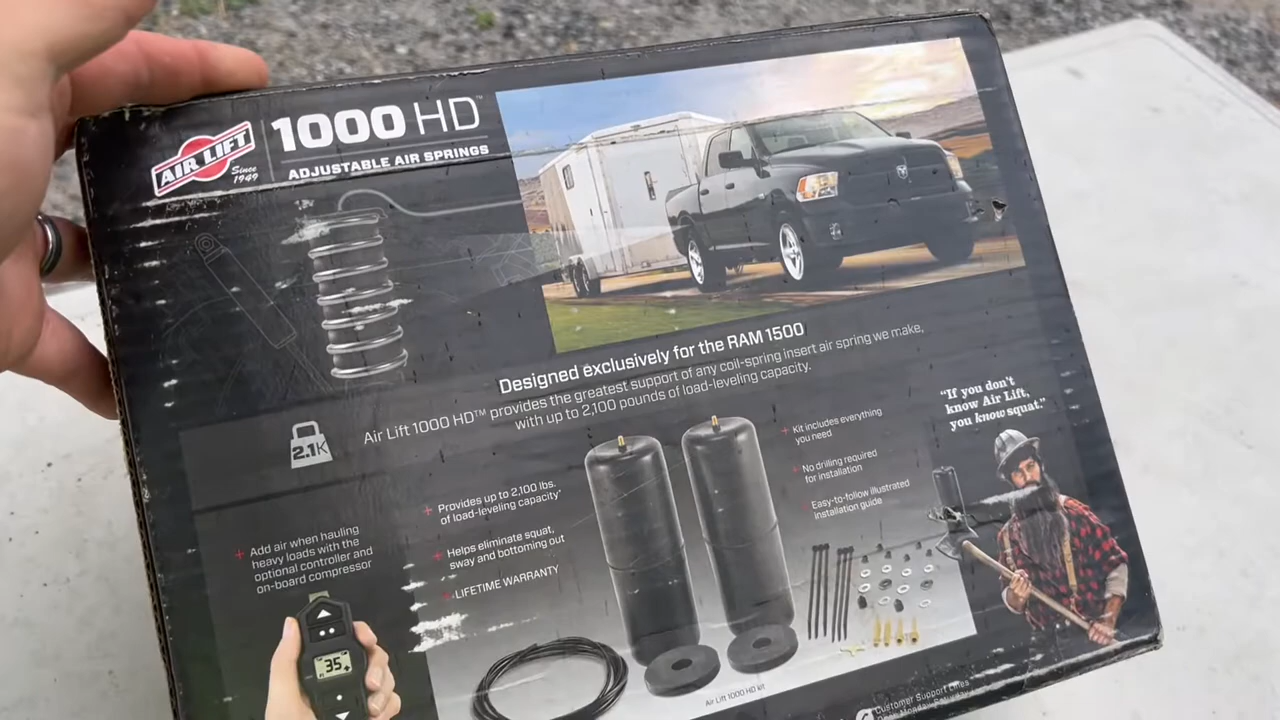 AIR LIFT
Since
1949
1000 HD™
ADJUSTABLE AIR SPRINGS
Designed exclusively for the RAM 1500
Air Lift 1000 HD™ provides the greatest support of any coil-spring insert air spring we make,
with up to 2,100 pounds of load-leveling capacity.
2.1K
+ Add air when hauling
heavy loads with the
optional controller and
on-board compressor
35
+ Provides up to 2,100 lbs.
of load-leveling capacity*
+ Helps eliminate squat,
sway and bottoming out
+ LIFETIME WARRANTY
+ Kit includes everything
you need
+ No drilling required
for installation
+ Easy-to-follow illustrated
installation guide
Air Lift 1000 HD kit
"If you don't
know Air Lift,
you know squat."
Customer Support Lines
Open Monday-Saturday